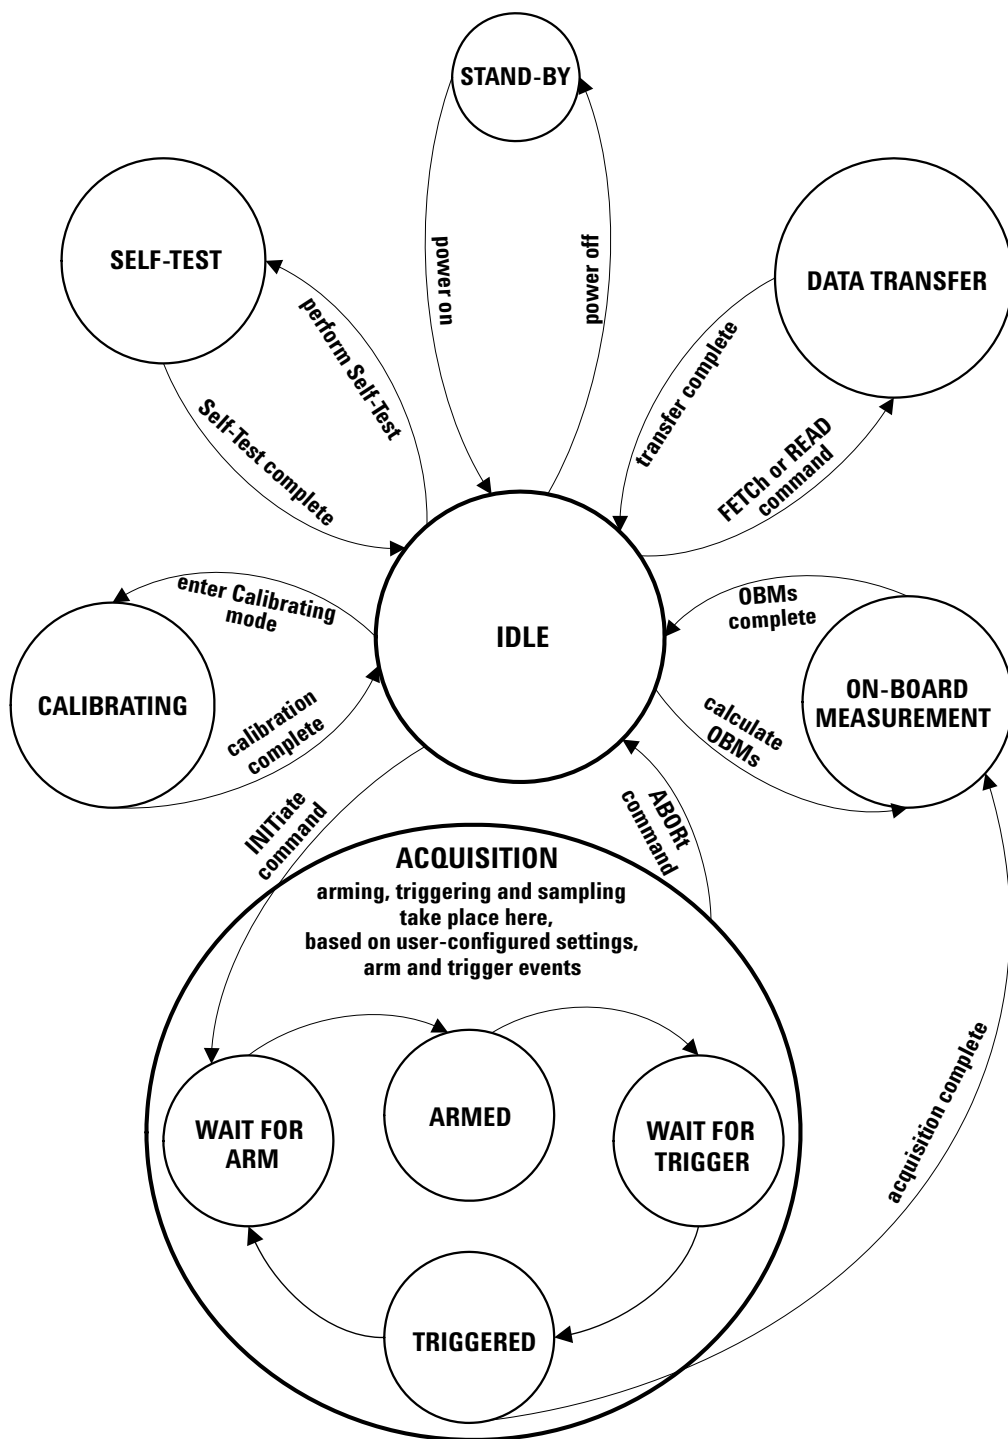 STAND-BY
SELF-TEST
DATA TRANSFER
power on
power off
perform Self-Test
Self-Test complete
transfer complete
FETCh or READ
command
IDLE
enter Calibrating
mode
CALIBRATING
calibration
complete
OBMs
complete
ON-BOARD
MEASUREMENT
calculate
OBMs
INITiate
command
ABORt
command
ACQUISITION
arming, triggering and sampling
take place here,
based on user-configured settings,
arm and trigger events
WAIT FOR
ARM
ARMED
WAIT FOR
TRIGGER
TRIGGERED
acquisition complete